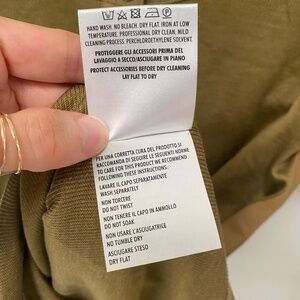 HAND WASH. NO BLEACH. DRY FLAT. IRON AT LOW
TEMPERATURE. PROFESSIONAL DRY CLEAN, MILD
CLEANING PROCESS. PERCHLOROETHYLENE SOLVENT.
PROTEGGERE GLI ACCESSORI PRIMA DEL
LAVAGGIO A SECCO/ASCIUGARE IN PIANO
PROTECT ACCESSORIES BEFORE DRY CLEANING
LAY FLAT TO DRY
PER UNA CORRETTA CURA DEL PRODOTTO SI
RACCOMANDA DI SEGUIRE LE SEGUENTI NORME
TO CARE FOR THIS PRODUCT WE RECOMMEND
FOLLOWING THESE INSTRUCTIONS.
LAVARE IL CAPO SEPARATAMENTE
WASH SEPARATELY
NON TORCERE
DO NOT TWIST
NON TENERE IL CAPO IN AMMOLLO
DO NOT SOAK
NON USARE L'ASCIUGATRICE
NO TUMBLE DRY
ASCIUGARE STESO
DRY FLAT